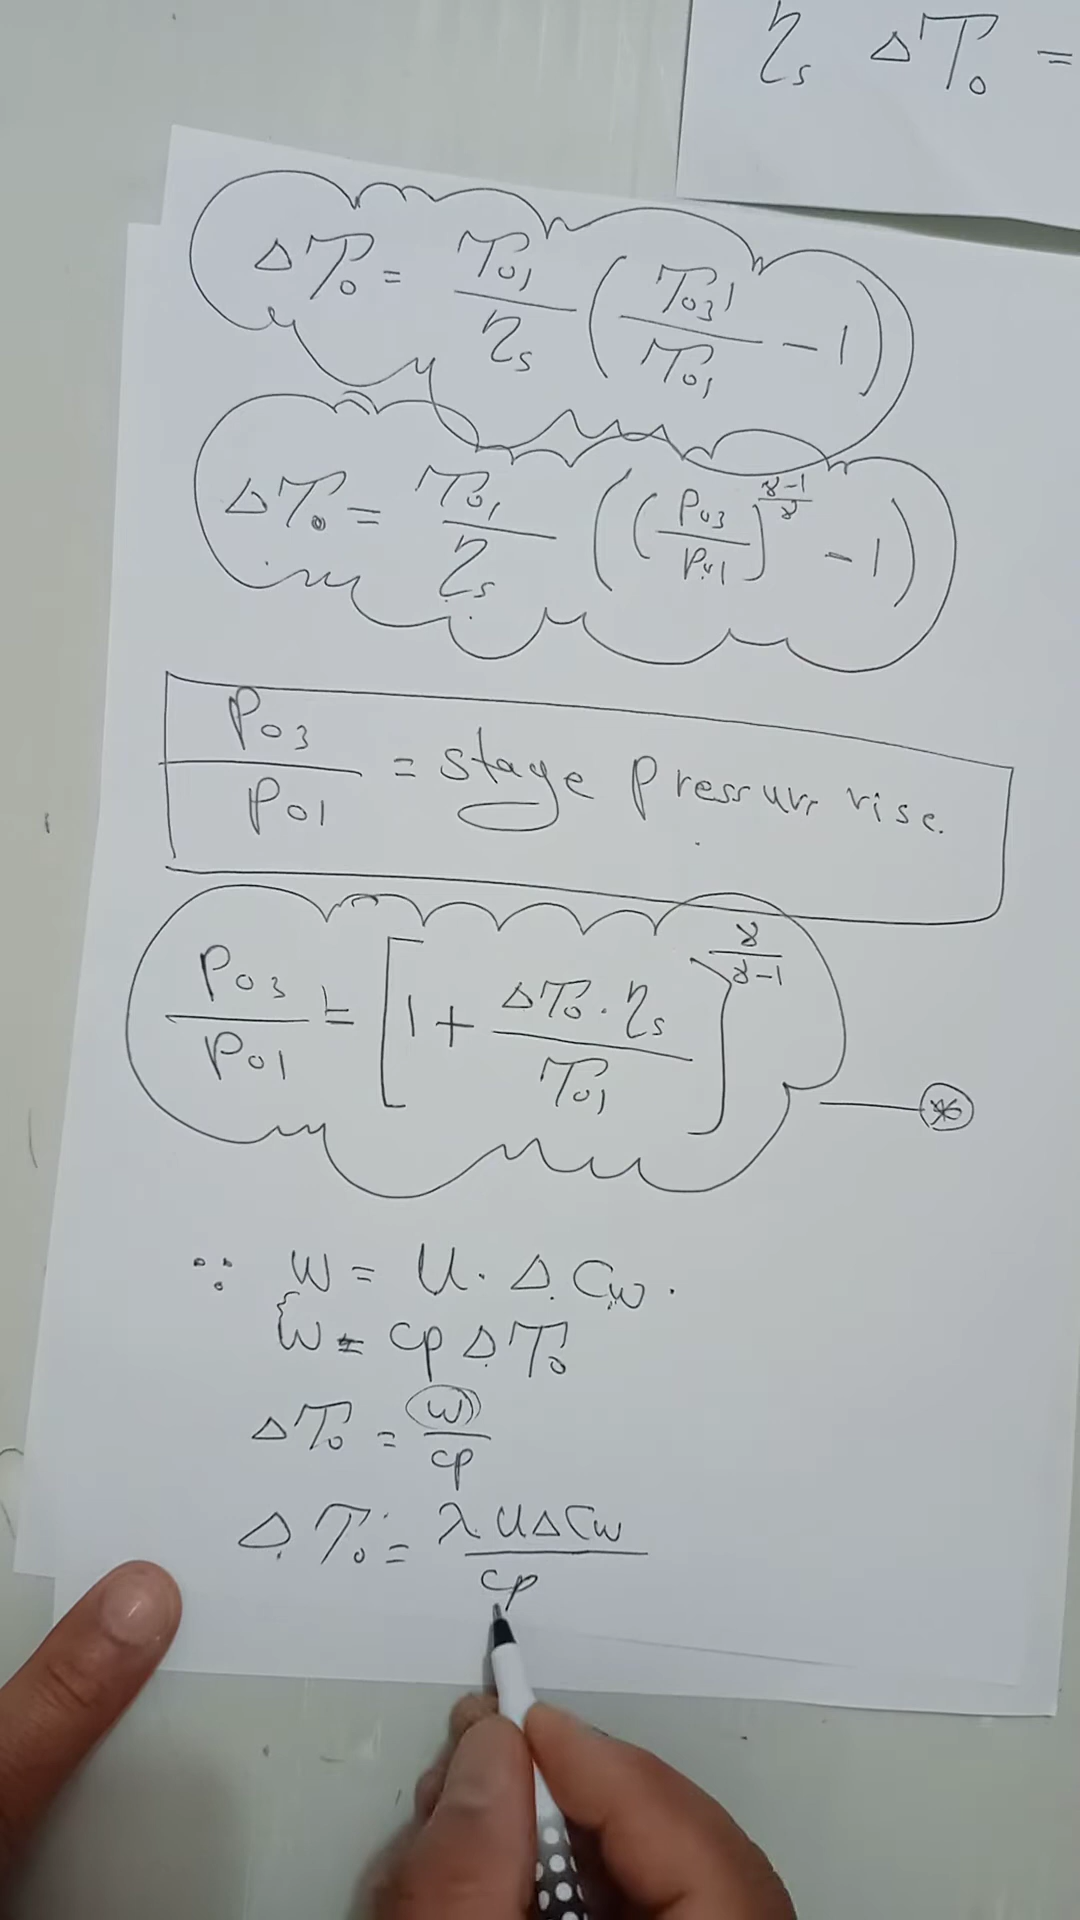 ηs ΔT₀ =
ΔT₀ = T₀₁/ηs (T₀₃'/T₀₁ − 1)
ΔT₀ = T₀₁/ηs ((P₀₃/P₀₁)^((γ−1)/γ) − 1)
P₀₃/P₀₁ = stage pressure rise.
P₀₃/P₀₁ = [1 + ΔT₀ . ηs / T₀₁]^(γ/(γ−1)) — *
∵ W = U . Δ Cw .
W = cp ΔT₀
ΔT₀ = W/cp
ΔT₀ = λ U Δ Cw / cp